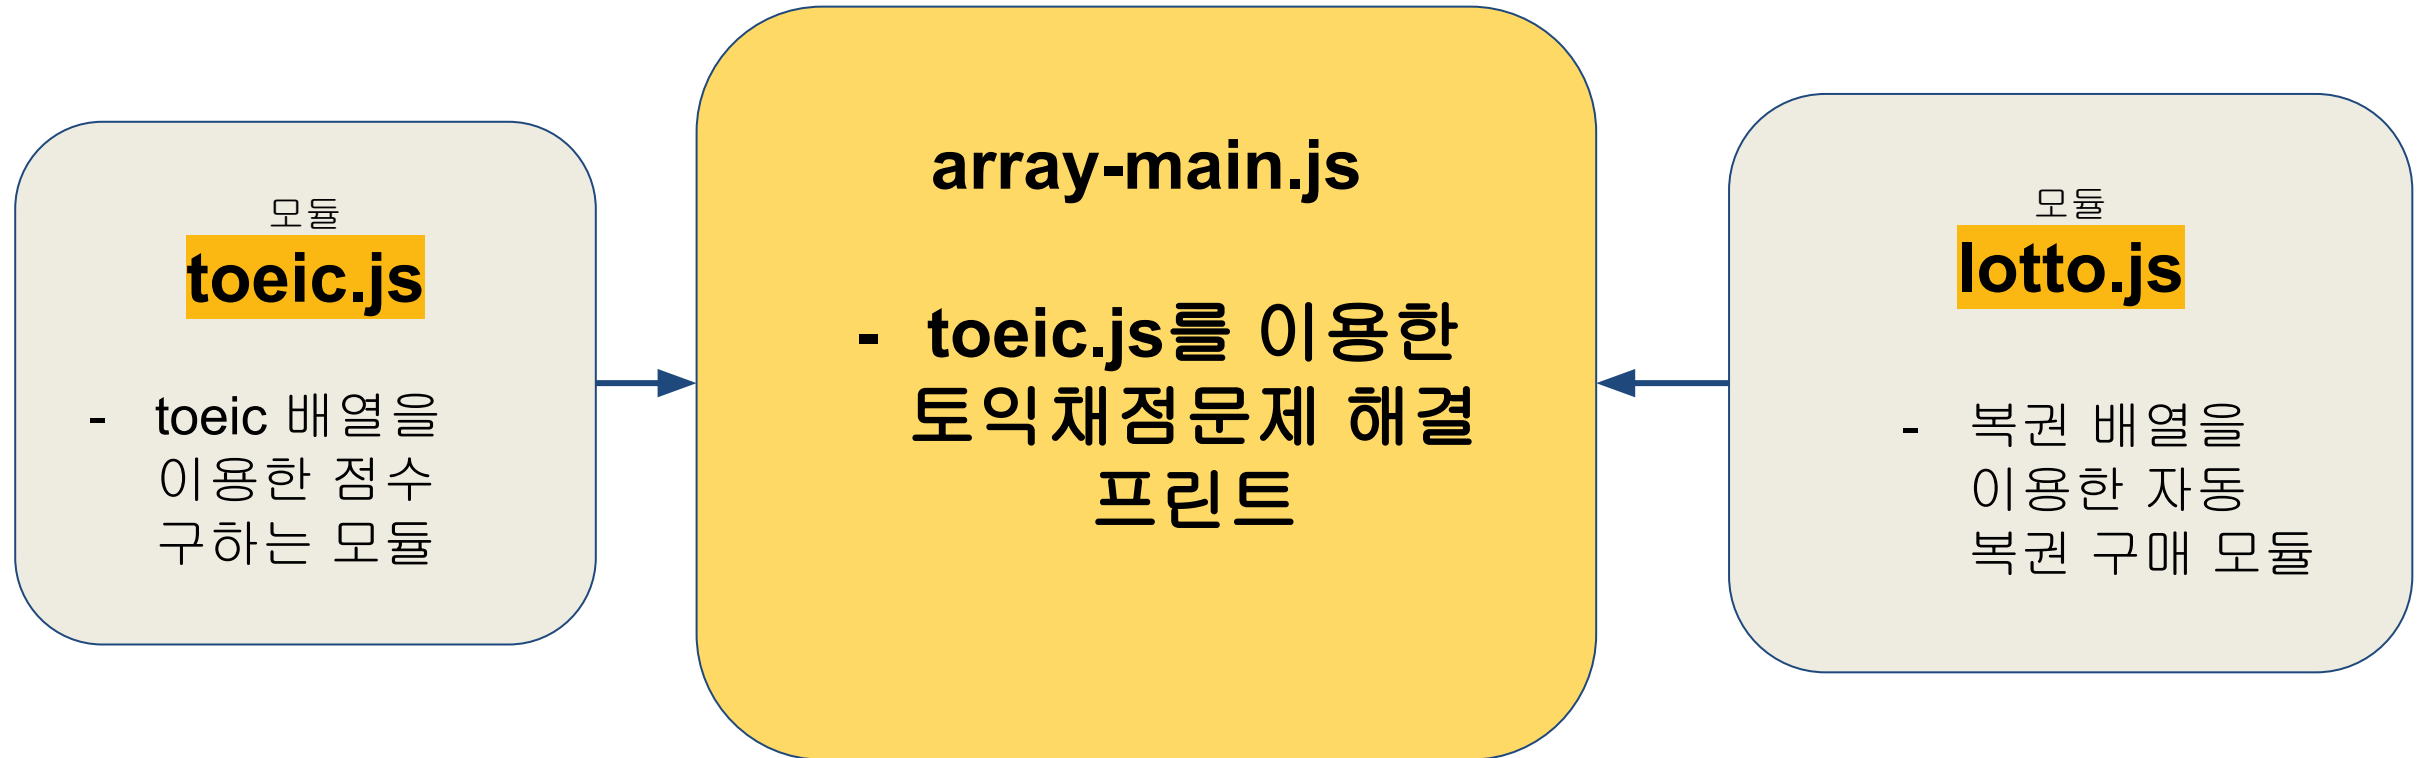 모듈
toeic.js
- toeic 배열을
이용한 점수
구하는 모듈
array-main.js
- toeic.js를 이용한
토익채점문제 해결
프린트
모듈
lotto.js
- 복권 배열을
이용한 자동
복권 구매 모듈